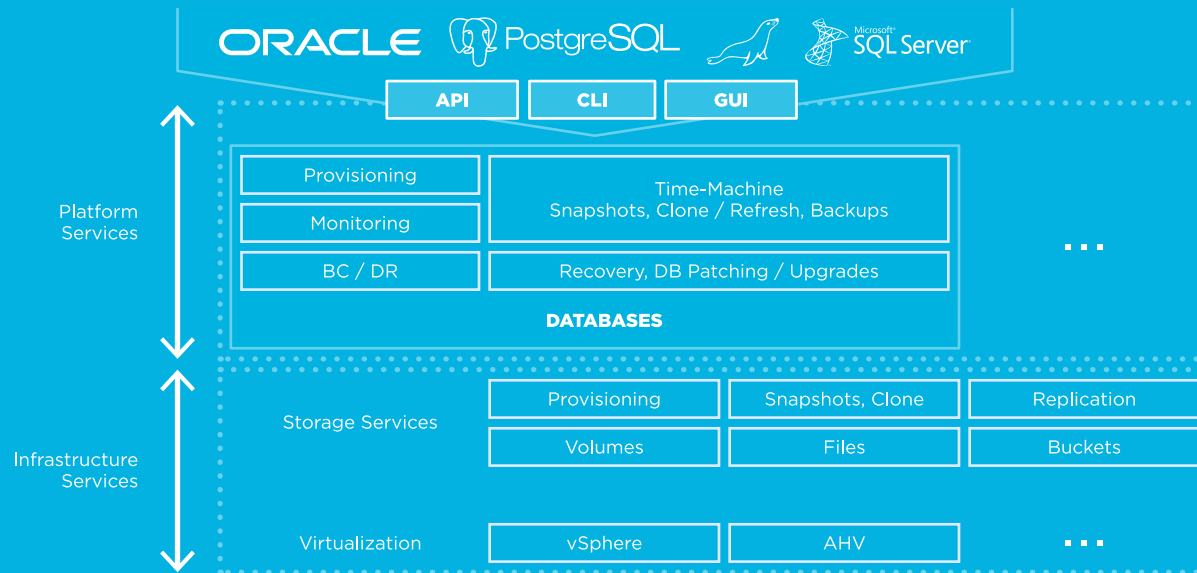 ORACLE
PostgreSQL
Microsoft®
SQL Server®
API
CLI
GUI
Platform
Services
Provisioning
Monitoring
BC / DR
Time-Machine
Snapshots, Clone / Refresh, Backups
Recovery, DB Patching / Upgrades
DATABASES
...
Infrastructure
Services
Storage Services
Provisioning
Snapshots, Clone
Replication
Volumes
Files
Buckets
Virtualization
vSphere
AHV
...